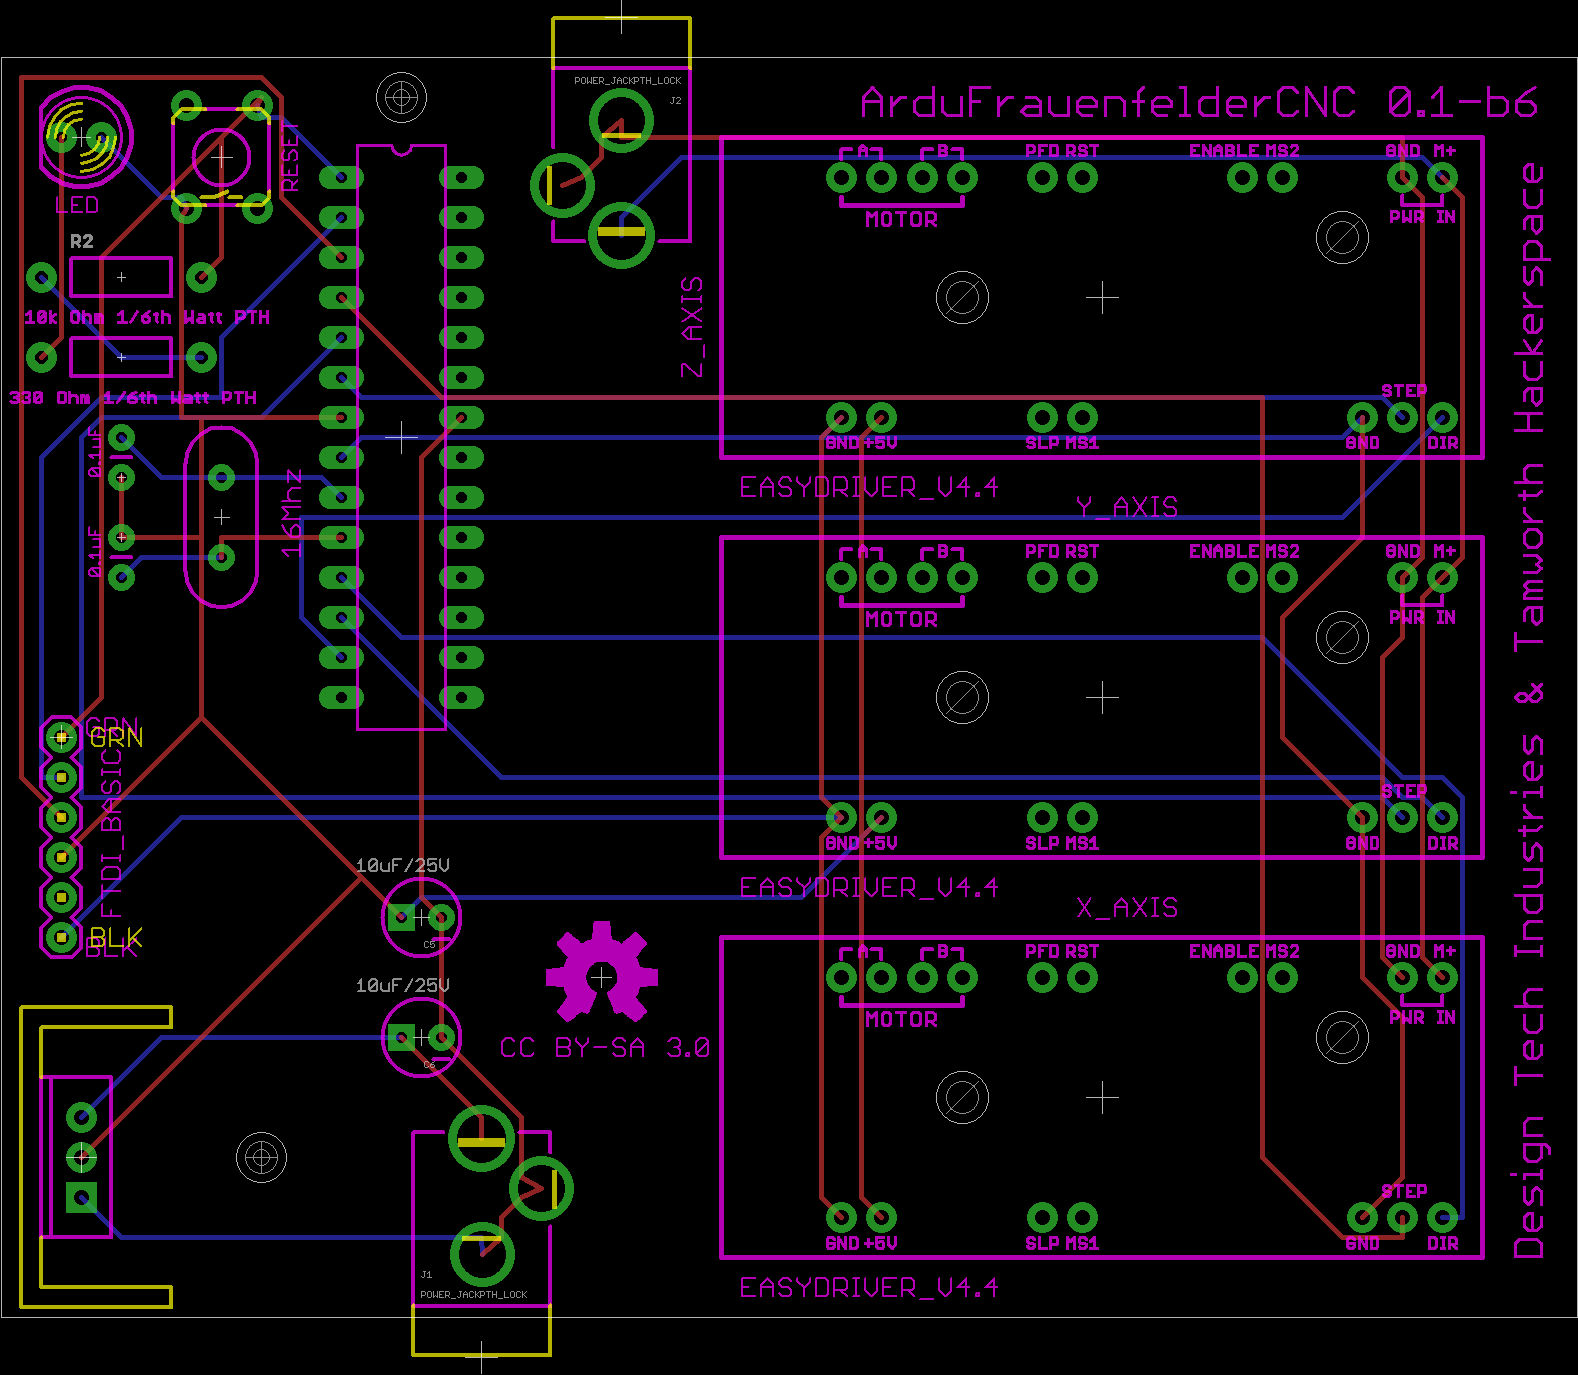 POWER_JACKPTH_LOCK
J2
ArduFrauenfelderCNC 0.1-b6
RESET
LED
R2
10k Ohm 1/6th Watt PTH
330 Ohm 1/6th Watt PTH
0.1uF
0.1uF
16Mhz
Z_AXIS
A B PFD RST ENABLE MS2 GND M+
MOTOR PWR IN
STEP
GND +5V SLP MS1 GND DIR
EASYDRIVER_V4.4
Y_AXIS
A B PFD RST ENABLE MS2 GND M+
MOTOR PWR IN
STEP
GND +5V SLP MS1 GND DIR
EASYDRIVER_V4.4
X_AXIS
A B PFD RST ENABLE MS2 GND M+
MOTOR PWR IN
STEP
GND +5V SLP MS1 GND DIR
EASYDRIVER_V4.4
GRN
GRN
FTDI_BASIC
BLK
BLK
10uF/25V
C5
10uF/25V
C6
CC BY-SA 3.0
J1
POWER_JACKPTH_LOCK
Design Tech Industries & Tamworth Hackerspace